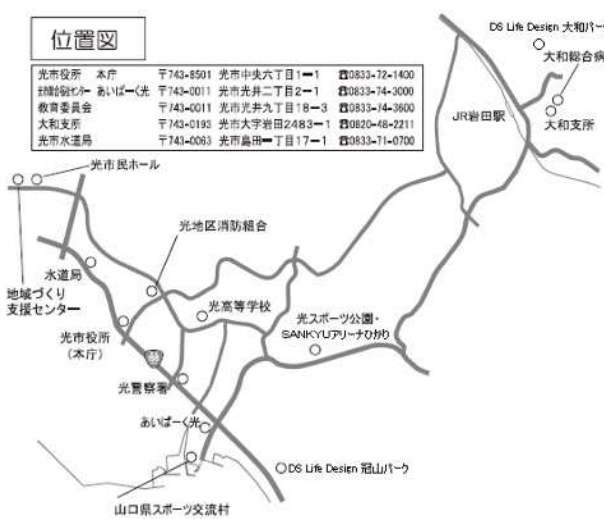 位置図
DS Life Design 大和パーク
大和総合病
光市役所 本庁 〒743-8501 光市中央六丁目1ー1 ☎0833-72-1400
あいぱーく光 〒743-0011 光市光井二丁目2ー1 ☎0833-74-3000
教育委員会 〒743-0011 光市光井九丁目18ー3 ☎0833-74-3600
大和支所 〒743-0193 光市大字岩田2483ー1 ☎0820-48-2211
光市水道局 〒743-0063 光市島田一丁目17ー1 ☎0833-71-0700
JR岩田駅
大和支所
光市民ホール
光地区消防組合
水道局
地域づくり
支援センター
光高等学校
光スポーツ公園・
SANKYUアリーナひかり
光市役所
(本庁)
光警察署
あいぱーく光
DS Life Design 冠山パーク
山口県スポーツ交流村